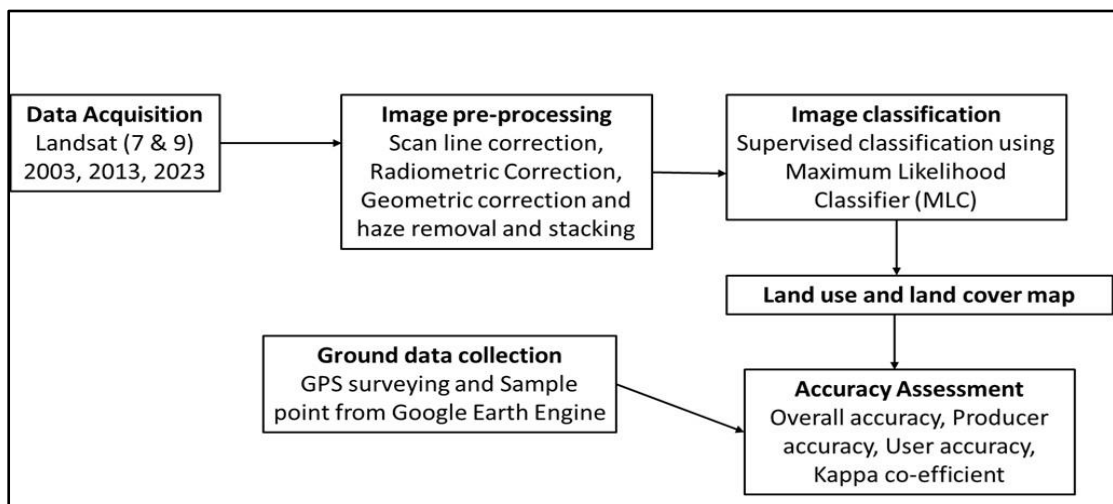 Data Acquisition
Landsat (7 & 9)
2003, 2013, 2023
Image pre-processing
Scan line correction,
Radiometric Correction,
Geometric correction and
haze removal and stacking
Image classification
Supervised classification using
Maximum Likelihood
Classifier (MLC)
Land use and land cover map
Ground data collection
GPS surveying and Sample
point from Google Earth Engine
Accuracy Assessment
Overall accuracy, Producer
accuracy, User accuracy,
Kappa co-efficient